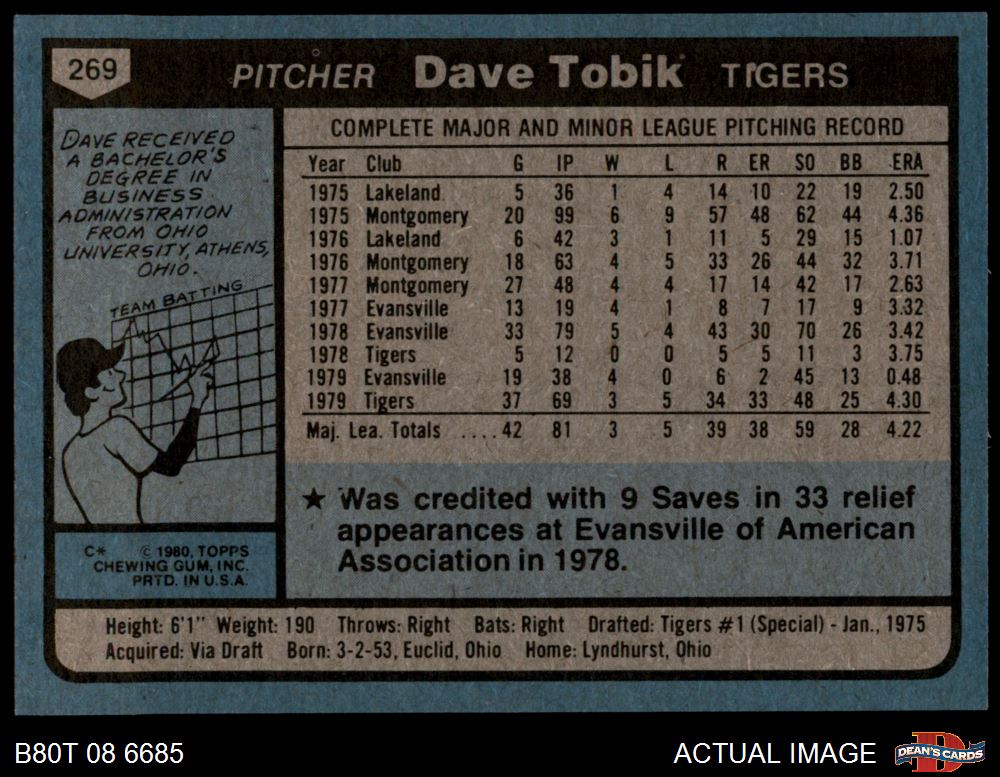 269 PITCHER Dave Tobik TIGERS
DAVE RECEIVED
A BACHELOR'S
DEGREE IN
BUSINESS
ADMINISTRATION
FROM OHIO
UNIVERSITY, ATHENS,
OHIO.
TEAM BATTING
C* © 1980, TOPPS
CHEWING GUM, INC.
PRTD. IN U.S.A.
COMPLETE MAJOR AND MINOR LEAGUE PITCHING RECORD
Year Club G IP W L R ER SO BB ERA
1975 Lakeland 5 36 1 4 14 10 22 19 2.50
1975 Montgomery 20 99 6 9 57 48 62 44 4.36
1976 Lakeland 6 42 3 1 11 5 29 15 1.07
1976 Montgomery 18 63 4 5 33 26 44 32 3.71
1977 Montgomery 27 48 4 4 17 14 42 17 2.63
1977 Evansville 13 19 4 1 8 7 17 9 3.32
1978 Evansville 33 79 5 4 43 30 70 26 3.42
1978 Tigers 5 12 0 0 5 5 11 3 3.75
1979 Evansville 19 38 4 0 6 2 45 13 0.48
1979 Tigers 37 69 3 5 34 33 48 25 4.30
Maj. Lea. Totals ....42 81 3 5 39 38 59 28 4.22
★ Was credited with 9 Saves in 33 relief
appearances at Evansville of American
Association in 1978.
Height: 6'1" Weight: 190 Throws: Right Bats: Right Drafted: Tigers #1 (Special) - Jan., 1975
Acquired: Via Draft Born: 3-2-53, Euclid, Ohio Home: Lyndhurst, Ohio
B80T 08 6685 ACTUAL IMAGE DEAN'S CARDS